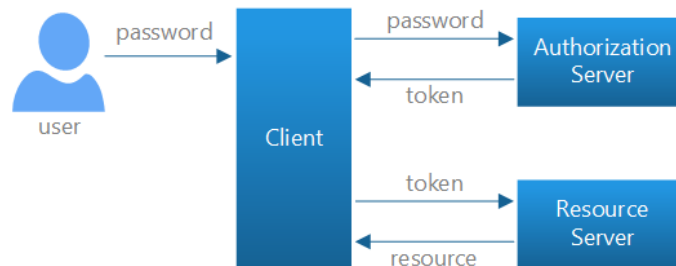 password
user
Client
password
token
Authorization
Server
token
resource
Resource
Server